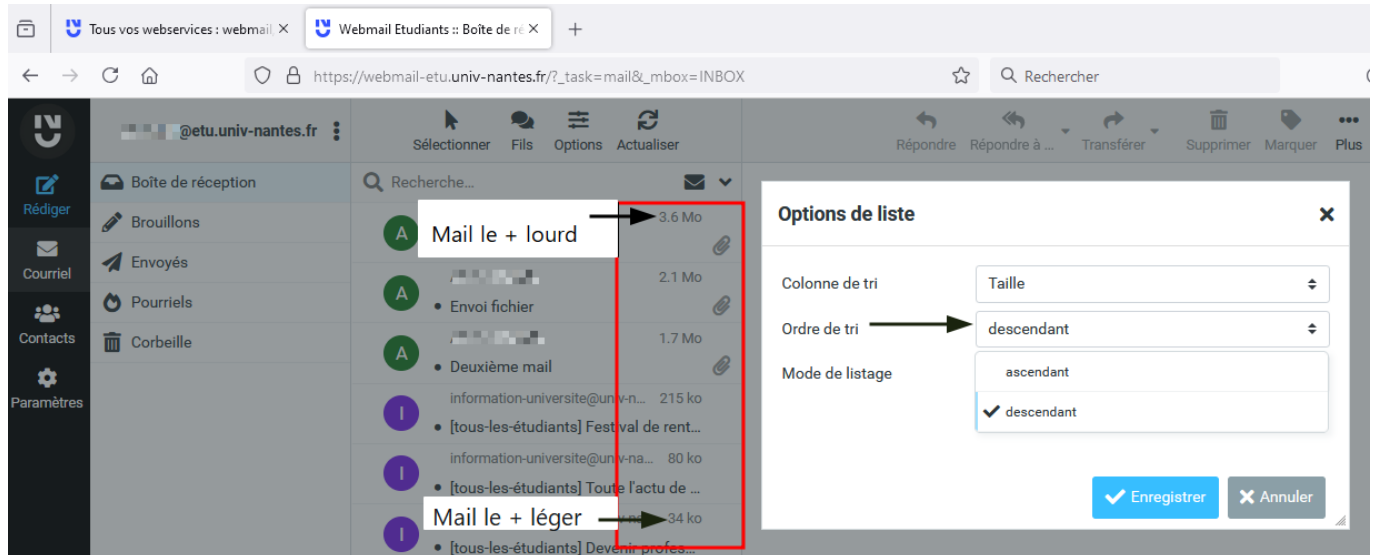 Tous vos webservices : webmail,
Webmail Etudiants :: Boîte de ré
https://webmail-etu.univ-nantes.fr/?_task=mail&_mbox=INBOX
Rechercher
@etu.univ-nantes.fr
Sélectionner Fils Options Actualiser
Répondre Répondre à ... Transférer Supprimer Marquer Plus
Rédiger
Courriel
Contacts
Paramètres
Boîte de réception
Brouillons
Envoyés
Pourriels
Corbeille
Recherche...
A
Mail le + lourd
3.6 Mo
A
2.1 Mo
• Envoi fichier
A
1.7 Mo
• Deuxième mail
I
information-universite@univ-n... 215 ko
• [tous-les-étudiants] Festival de rent...
I
information-universite@univ-na... 80 ko
• [tous-les-étudiants] Toute l'actu de ...
I
Mail le + léger
34 ko
• [tous-les-étudiants] Devenir profes...
Options de liste
Colonne de tri Taille
Ordre de tri descendant
Mode de listage
ascendant
descendant
Enregistrer
Annuler